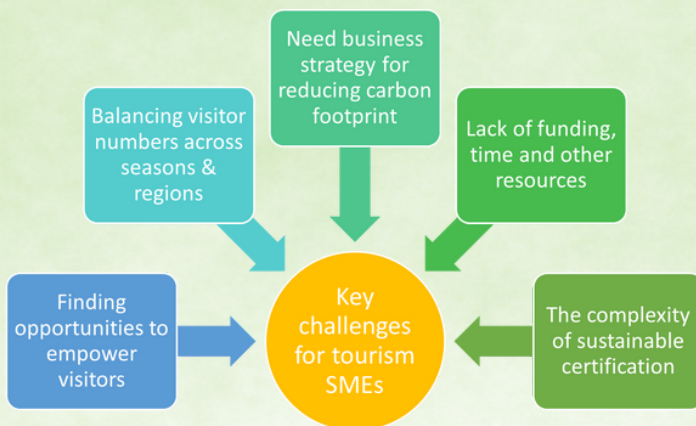 Need business
strategy for
reducing carbon
footprint
Balancing visitor
numbers across
seasons &
regions
Lack of funding,
time and other
resources
Finding
opportunities to
empower
visitors
Key
challenges
for tourism
SMEs
The complexity
of sustainable
certification